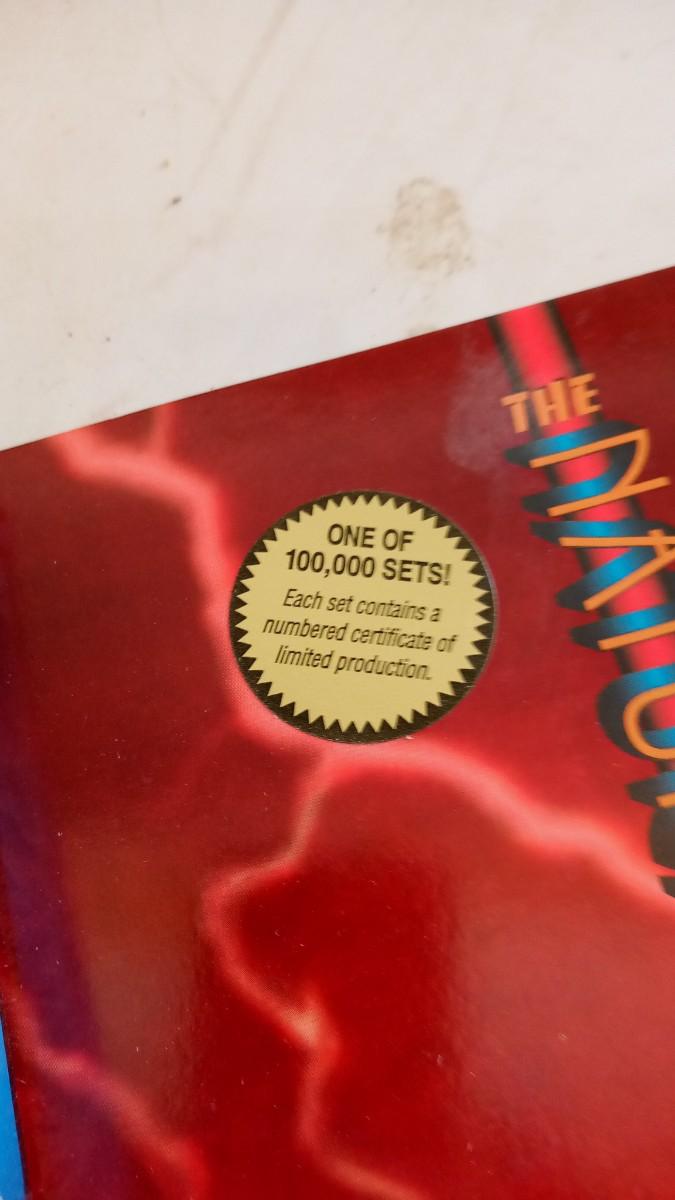 ONE OF
100,000 SETS!
Each set contains a
numbered certificate of
limited production.
THE